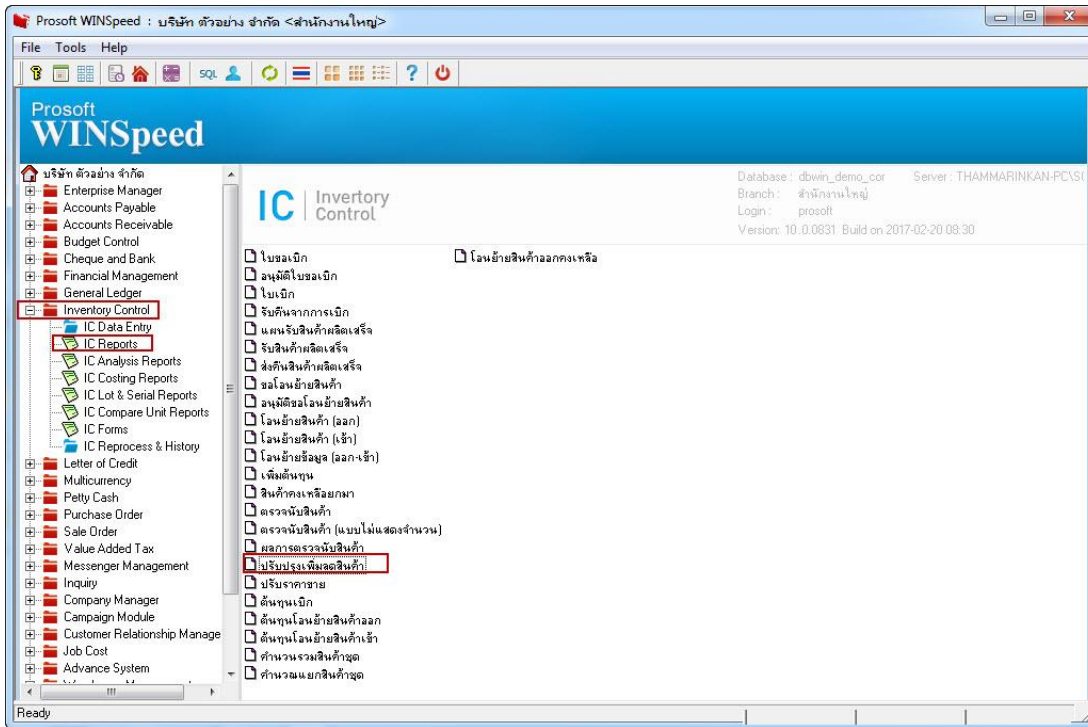 Prosoft WINSpeed : บริษัท ตัวอย่าง จำกัด <สำนักงานใหญ่>
File Tools Help
SQL
Prosoft
WINSpeed
บริษัท ตัวอย่าง จำกัด
Enterprise Manager
Accounts Payable
Accounts Receivable
Budget Control
Cheque and Bank
Financial Management
General Ledger
Inventory Control
IC Data Entry
IC Reports
IC Analysis Reports
IC Costing Reports
IC Lot & Serial Reports
IC Compare Unit Reports
IC Forms
IC Reprocess & History
Letter of Credit
Multicurrency
Petty Cash
Purchase Order
Sale Order
Value Added Tax
Messenger Management
Inquiry
Company Manager
Campaign Module
Customer Relationship Manage
Job Cost
Advance System
IC Invertory
Control
Database : dbwin_demo_cor Server : THAMMARINKAN-PC\S
Branch : สำนักงานใหญ่
Login : prosoft
Version: 10.0.0831 Build on 2017-02-20 08:30
ใบขอเบิก
อนุมัติใบขอเบิก
ใบเบิก
รับคืนจากการเบิก
แผนรับสินค้าผลิตเสร็จ
รับสินค้าผลิตเสร็จ
ส่งคืนสินค้าผลิตเสร็จ
ขอโอนย้ายสินค้า
อนุมัติขอโอนย้ายสินค้า
โอนย้ายสินค้า (ออก)
โอนย้ายสินค้า (เข้า)
โอนย้ายข้อมูล (ออก-เข้า)
เพิ่มต้นทุน
สินค้าคงเหลือยกมา
ตรวจนับสินค้า
ตรวจนับสินค้า (แบบไม่แสดงจำนวน)
ผลการตรวจนับสินค้า
ปรับปรุงเพิ่มลดสินค้า
ปรับราคาขาย
ต้นทุนเบิก
ต้นทุนโอนย้ายสินค้าออก
ต้นทุนโอนย้ายสินค้าเข้า
คำนวนรวมสินค้าชุด
คำนวณแยกสินค้าชุด
โอนย้ายสินค้าออกคงเหลือ
Ready